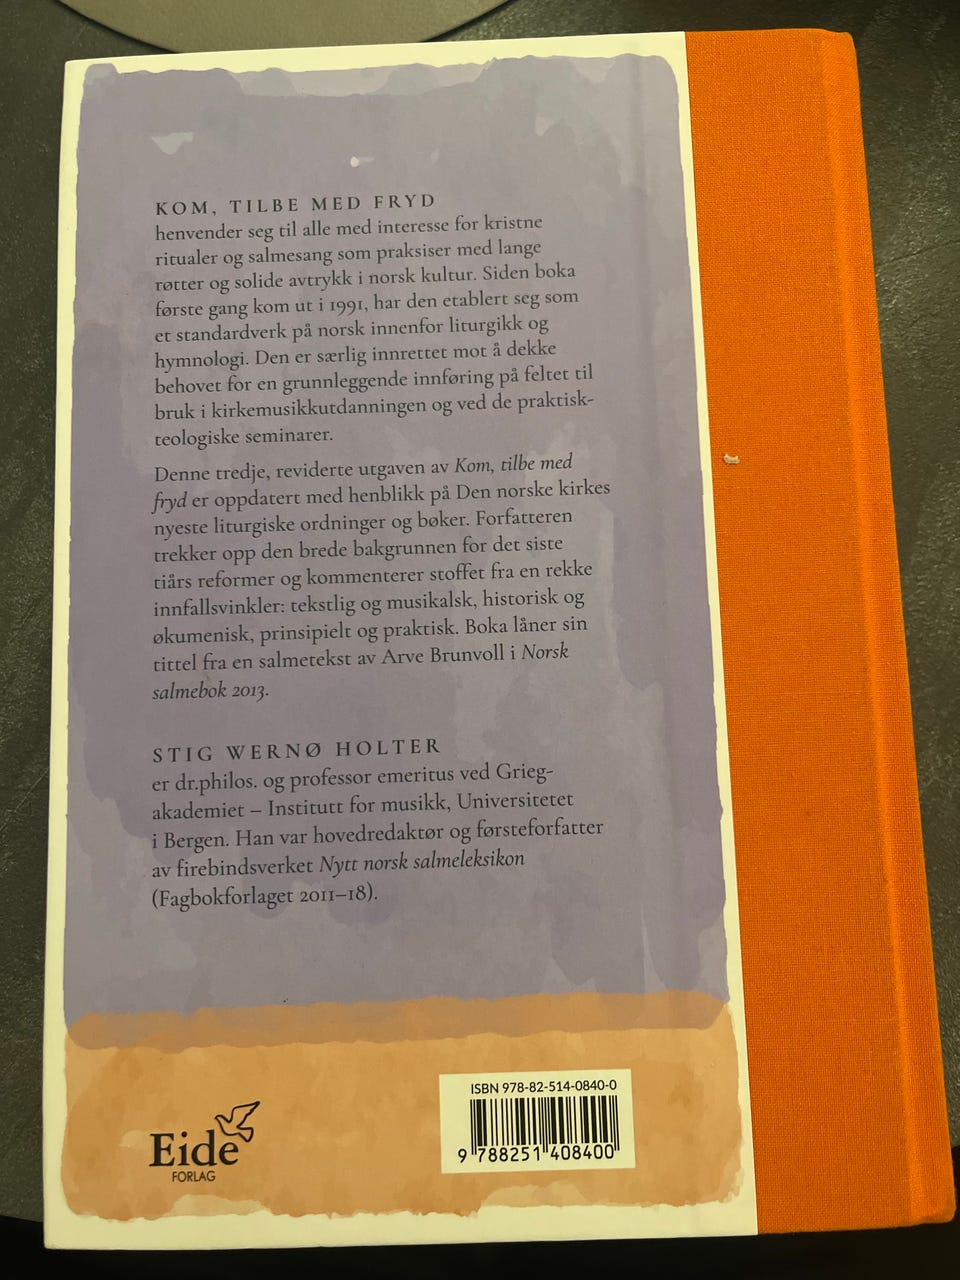 KOM, TILBE MED FRYD
henvender seg til alle med interesse for kristne
ritualer og salmesang som praksiser med lange
røtter og solide avtrykk i norsk kultur. Siden boka
første gang kom ut i 1991, har den etablert seg som
et standardverk på norsk innenfor liturgikk og
hymnologi. Den er særlig innrettet mot å dekke
behovet for en grunnleggende innføring på feltet til
bruk i kirkemusikkutdanningen og ved de praktisk-
teologiske seminarer.
Denne tredje, reviderte utgaven av Kom, tilbe med
fryd er oppdatert med henblikk på Den norske kirkes
nyeste liturgiske ordninger og bøker. Forfatteren
trekker opp den brede bakgrunnen for det siste
tiårs reformer og kommenterer stoffet fra en rekke
innfallsvinkler: tekstlig og musikalsk, historisk og
økumenisk, prinsipielt og praktisk. Boka låner sin
tittel fra en salmetekst av Arve Brunvoll i Norsk
salmebok 2013.
STIG WERNØ HOLTER
er dr.philos. og professor emeritus ved Grieg-
akademiet – Institutt for musikk, Universitetet
i Bergen. Han var hovedredaktør og førsteforfatter
av firebindsverket Nytt norsk salmeleksikon
(Fagbokforlaget 2011–18).
Eide
FORLAG
ISBN 978-82-514-0840-0
9 788251 408400